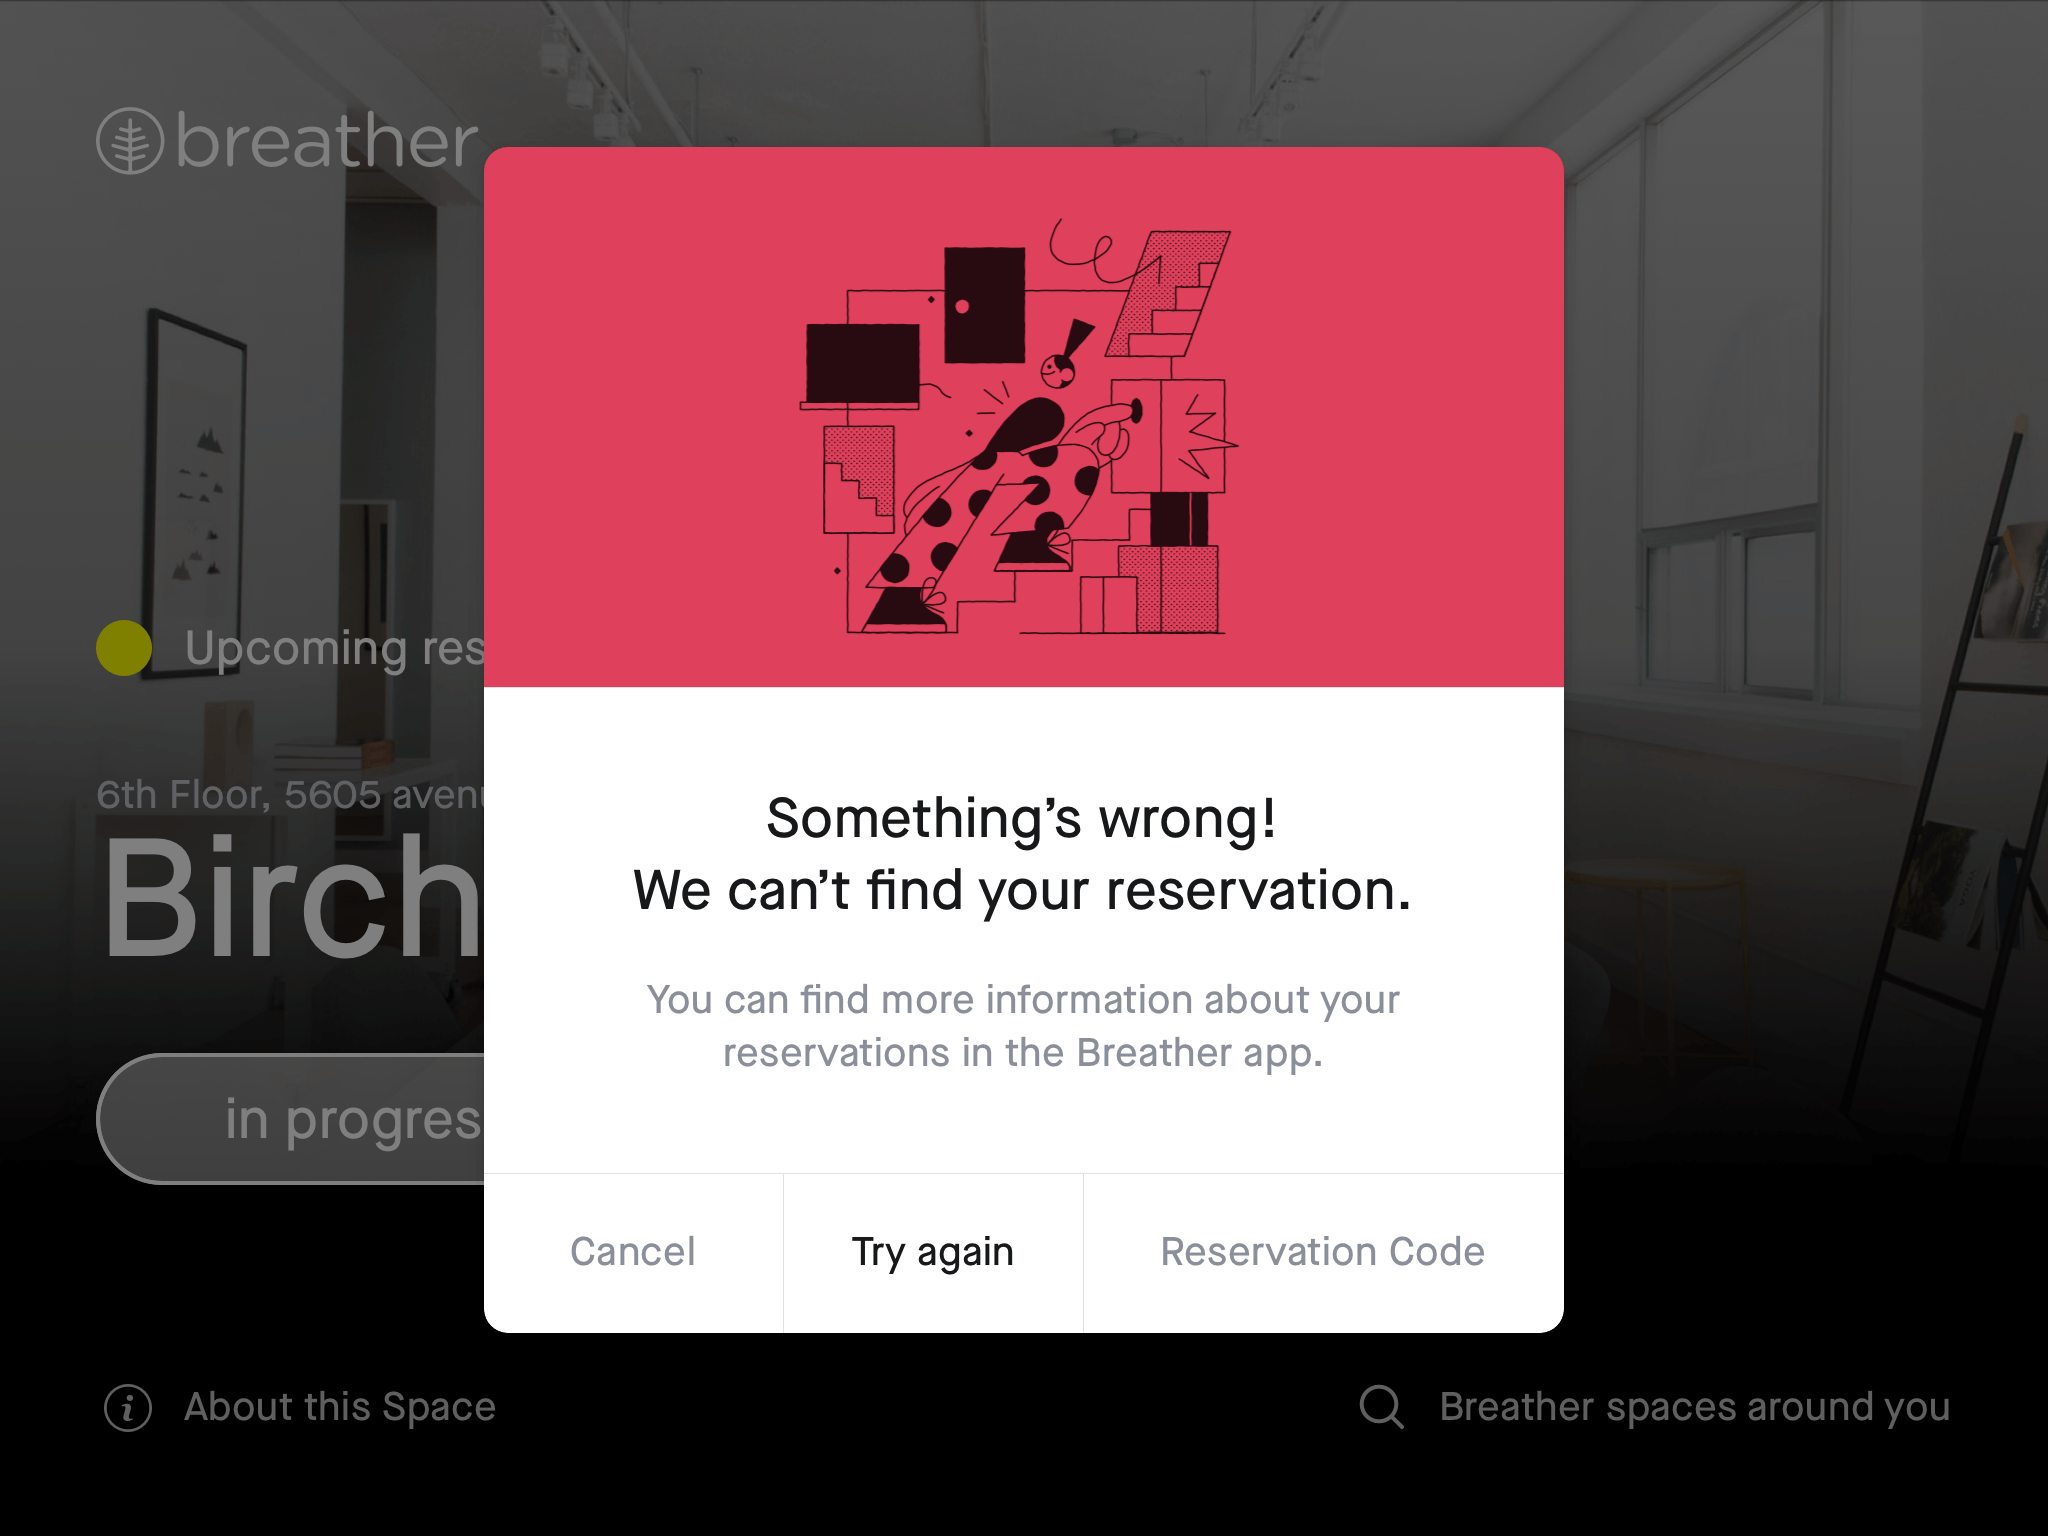 breather
Upcoming res
6th Floor, 5605 aven
Birch
in progres
Something’s wrong!
We can’t find your reservation.
You can find more information about your
reservations in the Breather app.
Cancel
Try again
Reservation Code
About this Space
Breather spaces around you